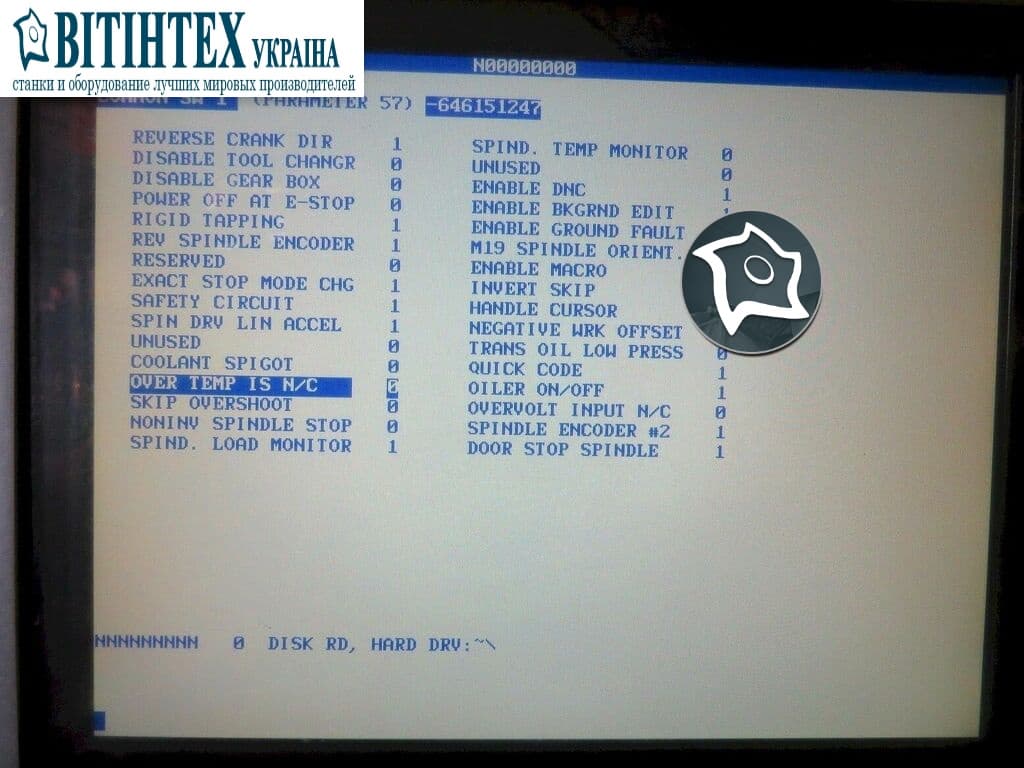 ВІТІНТЕХ УКРАЇНА
станки и оборудование лучших мировых производителей
N00000000
(PARAMETER 57) -646151247
REVERSE CRANK DIR 1
DISABLE TOOL CHANGR 0
DISABLE GEAR BOX 0
POWER OFF AT E-STOP 0
RIGID TAPPING 1
REV SPINDLE ENCODER 1
RESERVED 0
EXACT STOP MODE CHG 1
SAFETY CIRCUIT 1
SPIN DRV LIN ACCEL 1
UNUSED 0
COOLANT SPIGOT 0
OVER TEMP IS N/C 0
SKIP OVERSHOOT 0
NONINV SPINDLE STOP 0
SPIND. LOAD MONITOR 1
SPIND. TEMP MONITOR 0
UNUSED 0
ENABLE DNC 1
ENABLE BKGRND EDIT
ENABLE GROUND FAULT
M19 SPINDLE ORIENT.
ENABLE MACRO
INVERT SKIP
HANDLE CURSOR
NEGATIVE WRK OFFSET
TRANS OIL LOW PRESS 0
QUICK CODE 1
OILER ON/OFF 1
OVERVOLT INPUT N/C 0
SPINDLE ENCODER #2 1
DOOR STOP SPINDLE 1
NNNNNNNNN 0 DISK RD, HARD DRV:~\